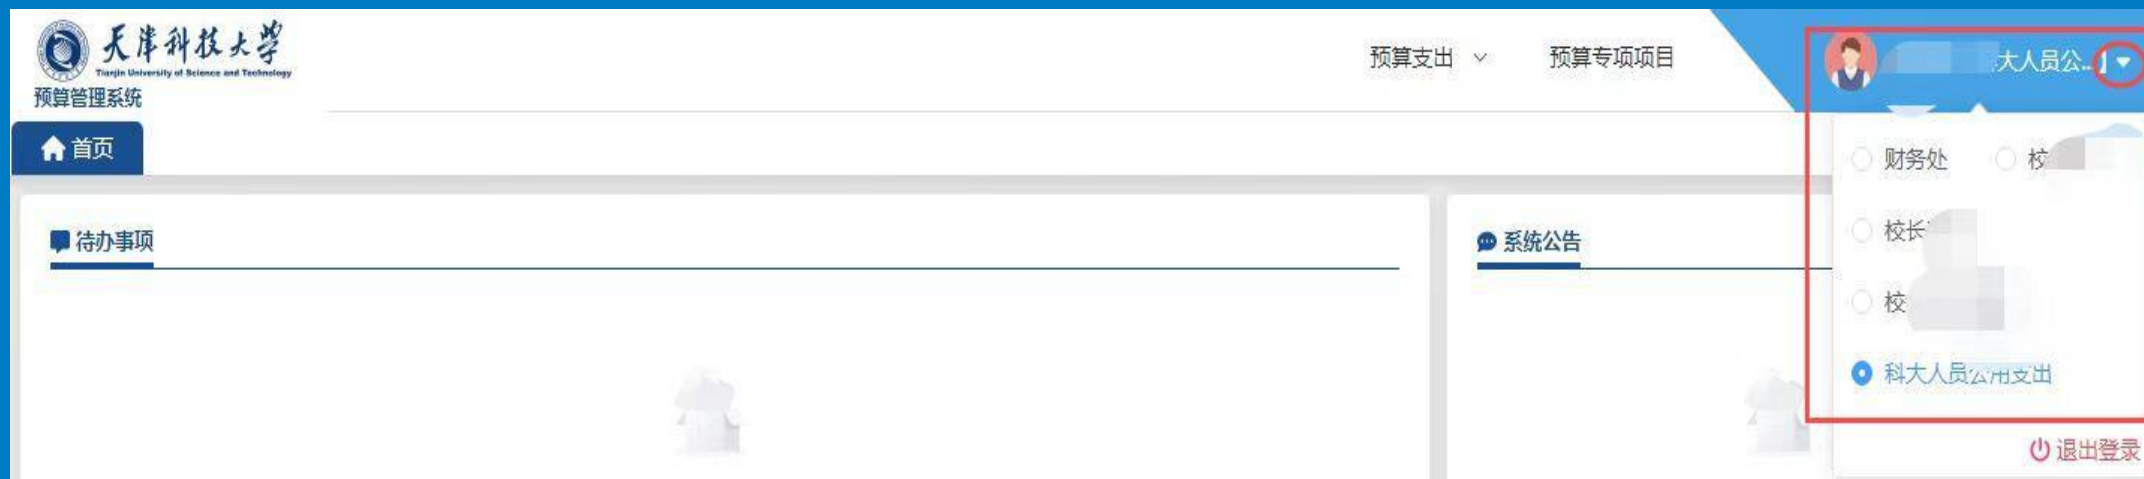 天津科技大学
Tianjin University of Science and Technology
预算管理系统
预算支出 预算专项项目
大人员公...】
首页
财务处 校
校长
校
科大人员公用支出
退出登录
待办事项
系统公告